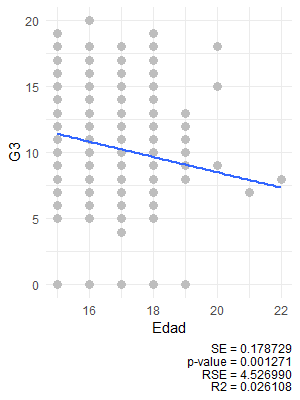 20
15
G3
10
5
0
16
18
20
22
Edad
SE = 0.178729
p-value = 0.001271
RSE = 4.526990
R2 = 0.026108